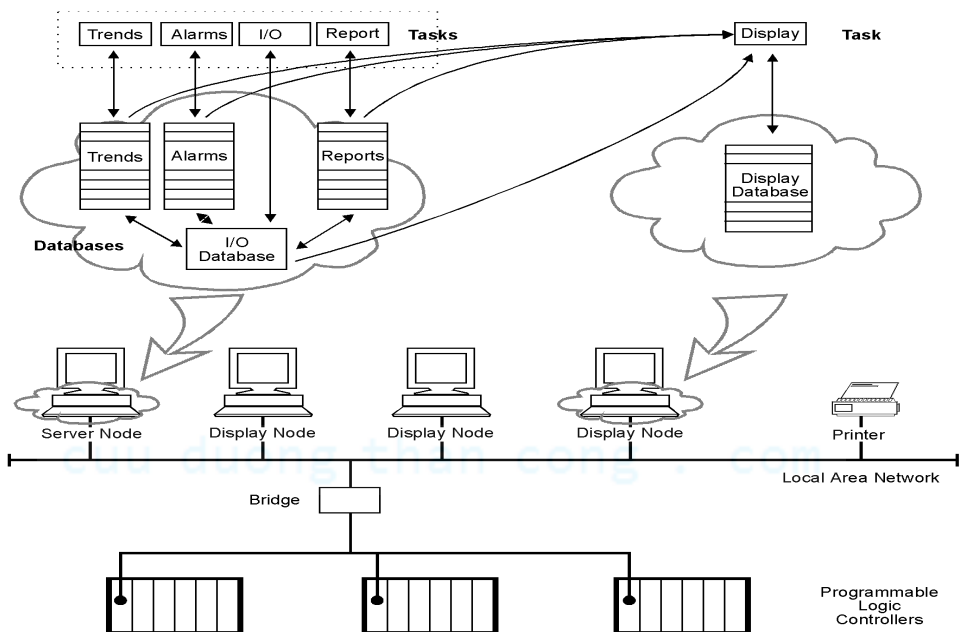 Trends Alarms I/O Report Tasks Display Task
Trends Alarms Reports
Display
Database
Databases
I/O
Database
Server Node Display Node Display Node Display Node Printer
cuu duong than cong . com
Local Area Network
Bridge
Programmable
Logic
Controllers